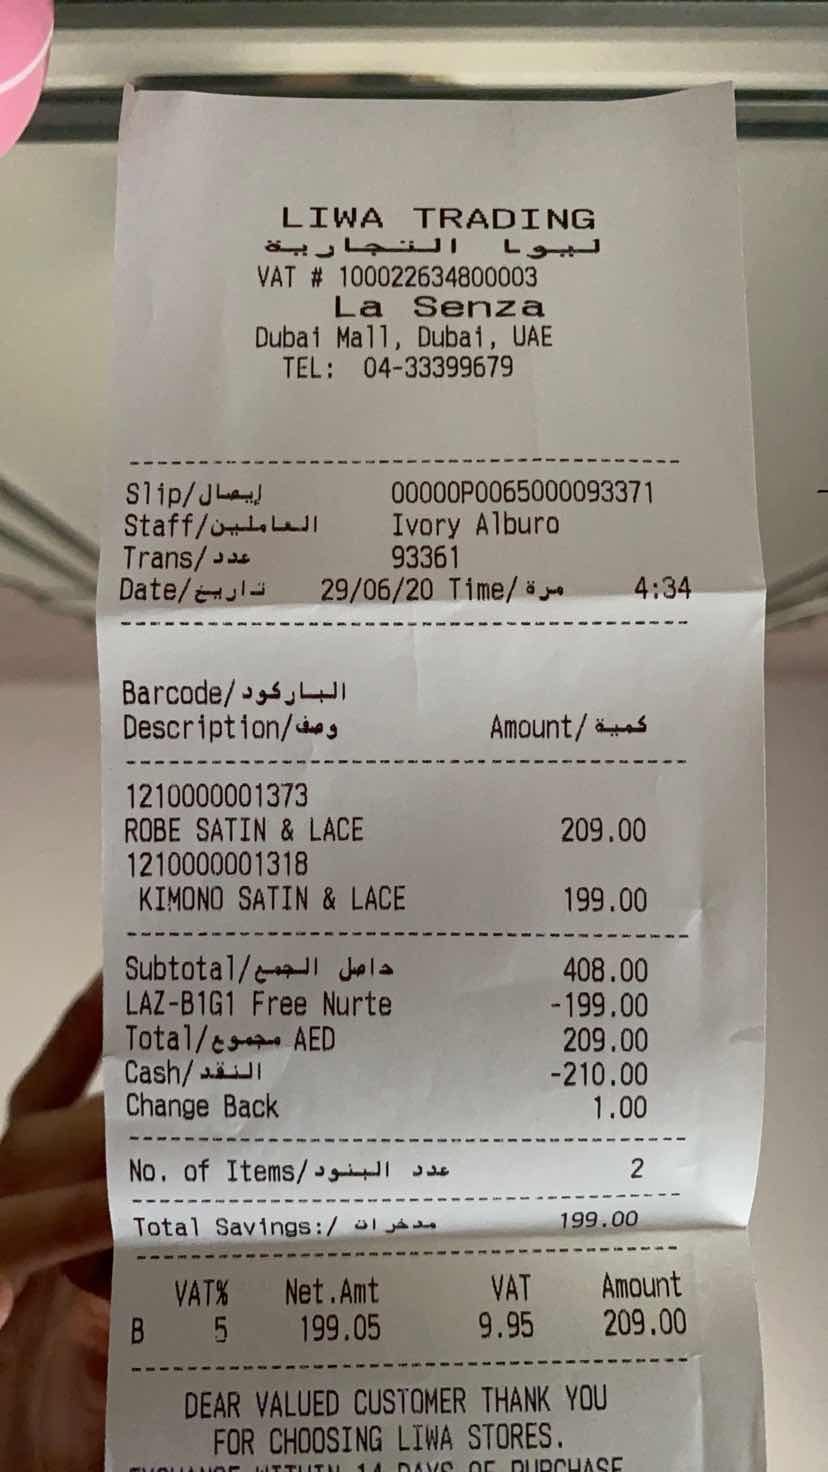 LIWA TRADING
ليوا التجارية
VAT # 100022634800003
La Senza
Dubai Mall, Dubai, UAE
TEL: 04-33399679
Slip/إيصال 00000P0065000093371
Staff/العاملين Ivory Alburo
Trans/عدد 93361
Date/تاريخ 29/06/20 Time/مرة 4:34
Barcode/الباركود
Description/وصف Amount/كمية
1210000001373
ROBE SATIN & LACE 209.00
1210000001318
KIMONO SATIN & LACE 199.00
Subtotal/حاصل الجمع 408.00
LAZ-B1G1 Free Nurte -199.00
Total/مجموع AED 209.00
Cash/النقد -210.00
Change Back 1.00
No. of Items/عدد البنود 2
Total Savings:/مدخرات 199.00
VAT% Net.Amt VAT Amount
B 5 199.05 9.95 209.00
DEAR VALUED CUSTOMER THANK YOU
FOR CHOOSING LIWA STORES.
EXCHANGE WITHIN 14 DAYS OF PURCHASE